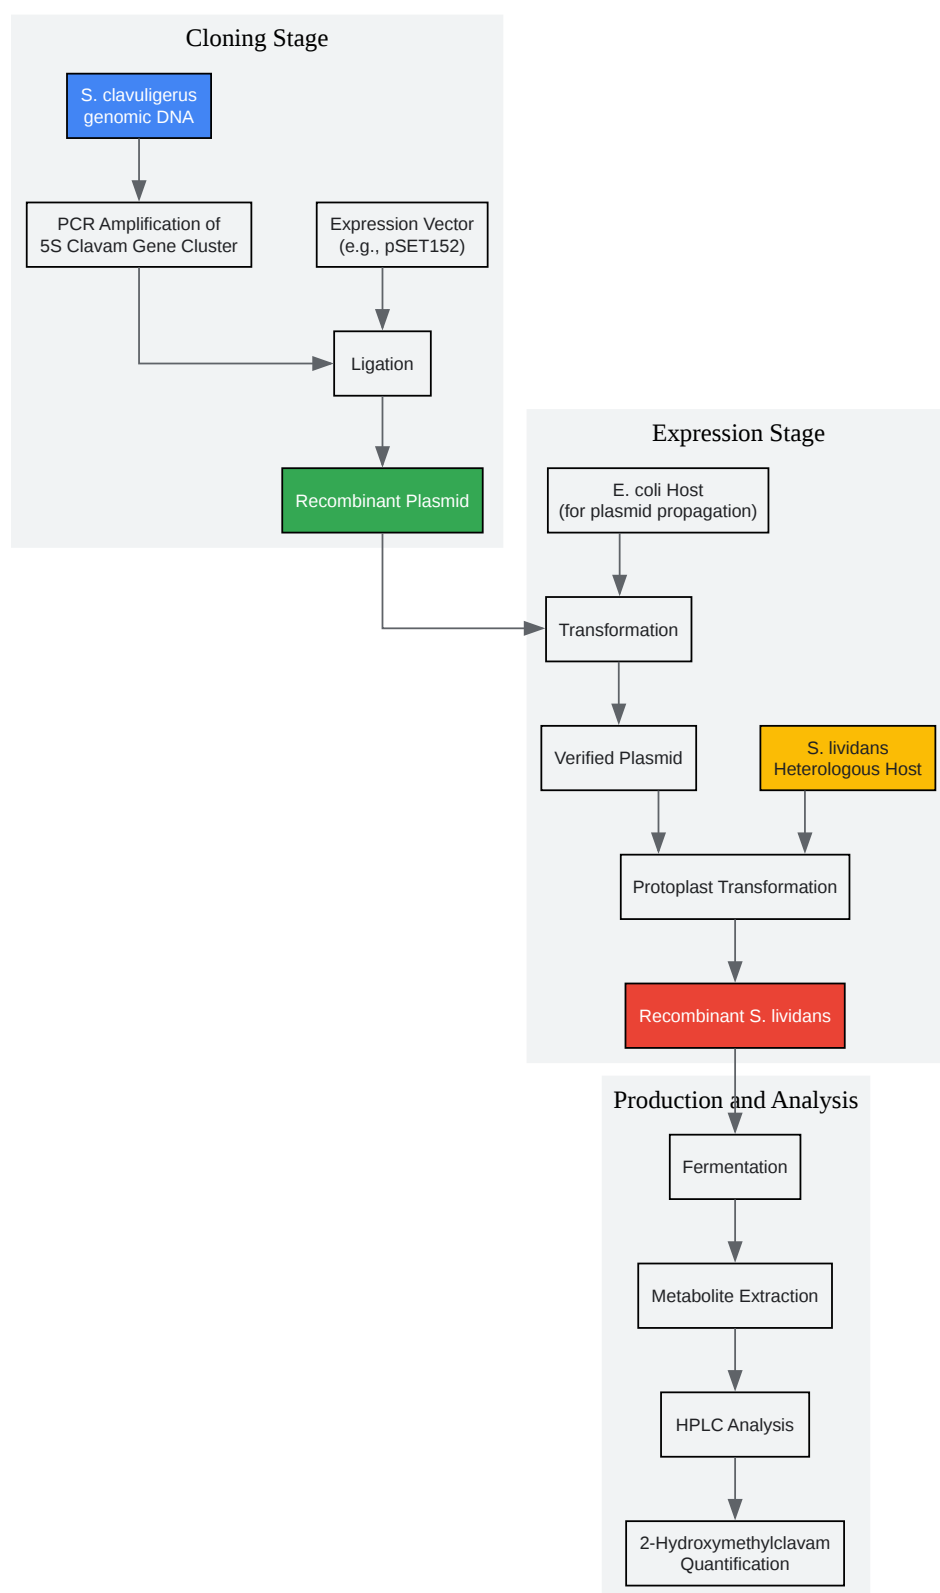 Cloning Stage
S. clavuligerus
genomic DNA
PCR Amplification of
5S Clavam Gene Cluster
Expression Vector
(e.g., pSET152)
Ligation
Recombinant Plasmid
Expression Stage
E. coli Host
(for plasmid propagation)
Transformation
Verified Plasmid
S. lividans
Heterologous Host
Protoplast Transformation
Recombinant S. lividans
Production and Analysis
Fermentation
Metabolite Extraction
HPLC Analysis
2-Hydroxymethylclavam
Quantification